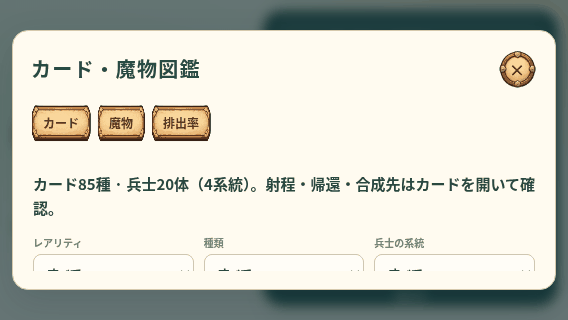 カード・魔物図鑑
カード 魔物 排出率
カード85種・兵士20体（4系統）。射程・帰還・合成先はカードを開いて確
認。
レアリティ 種類 兵士の系統